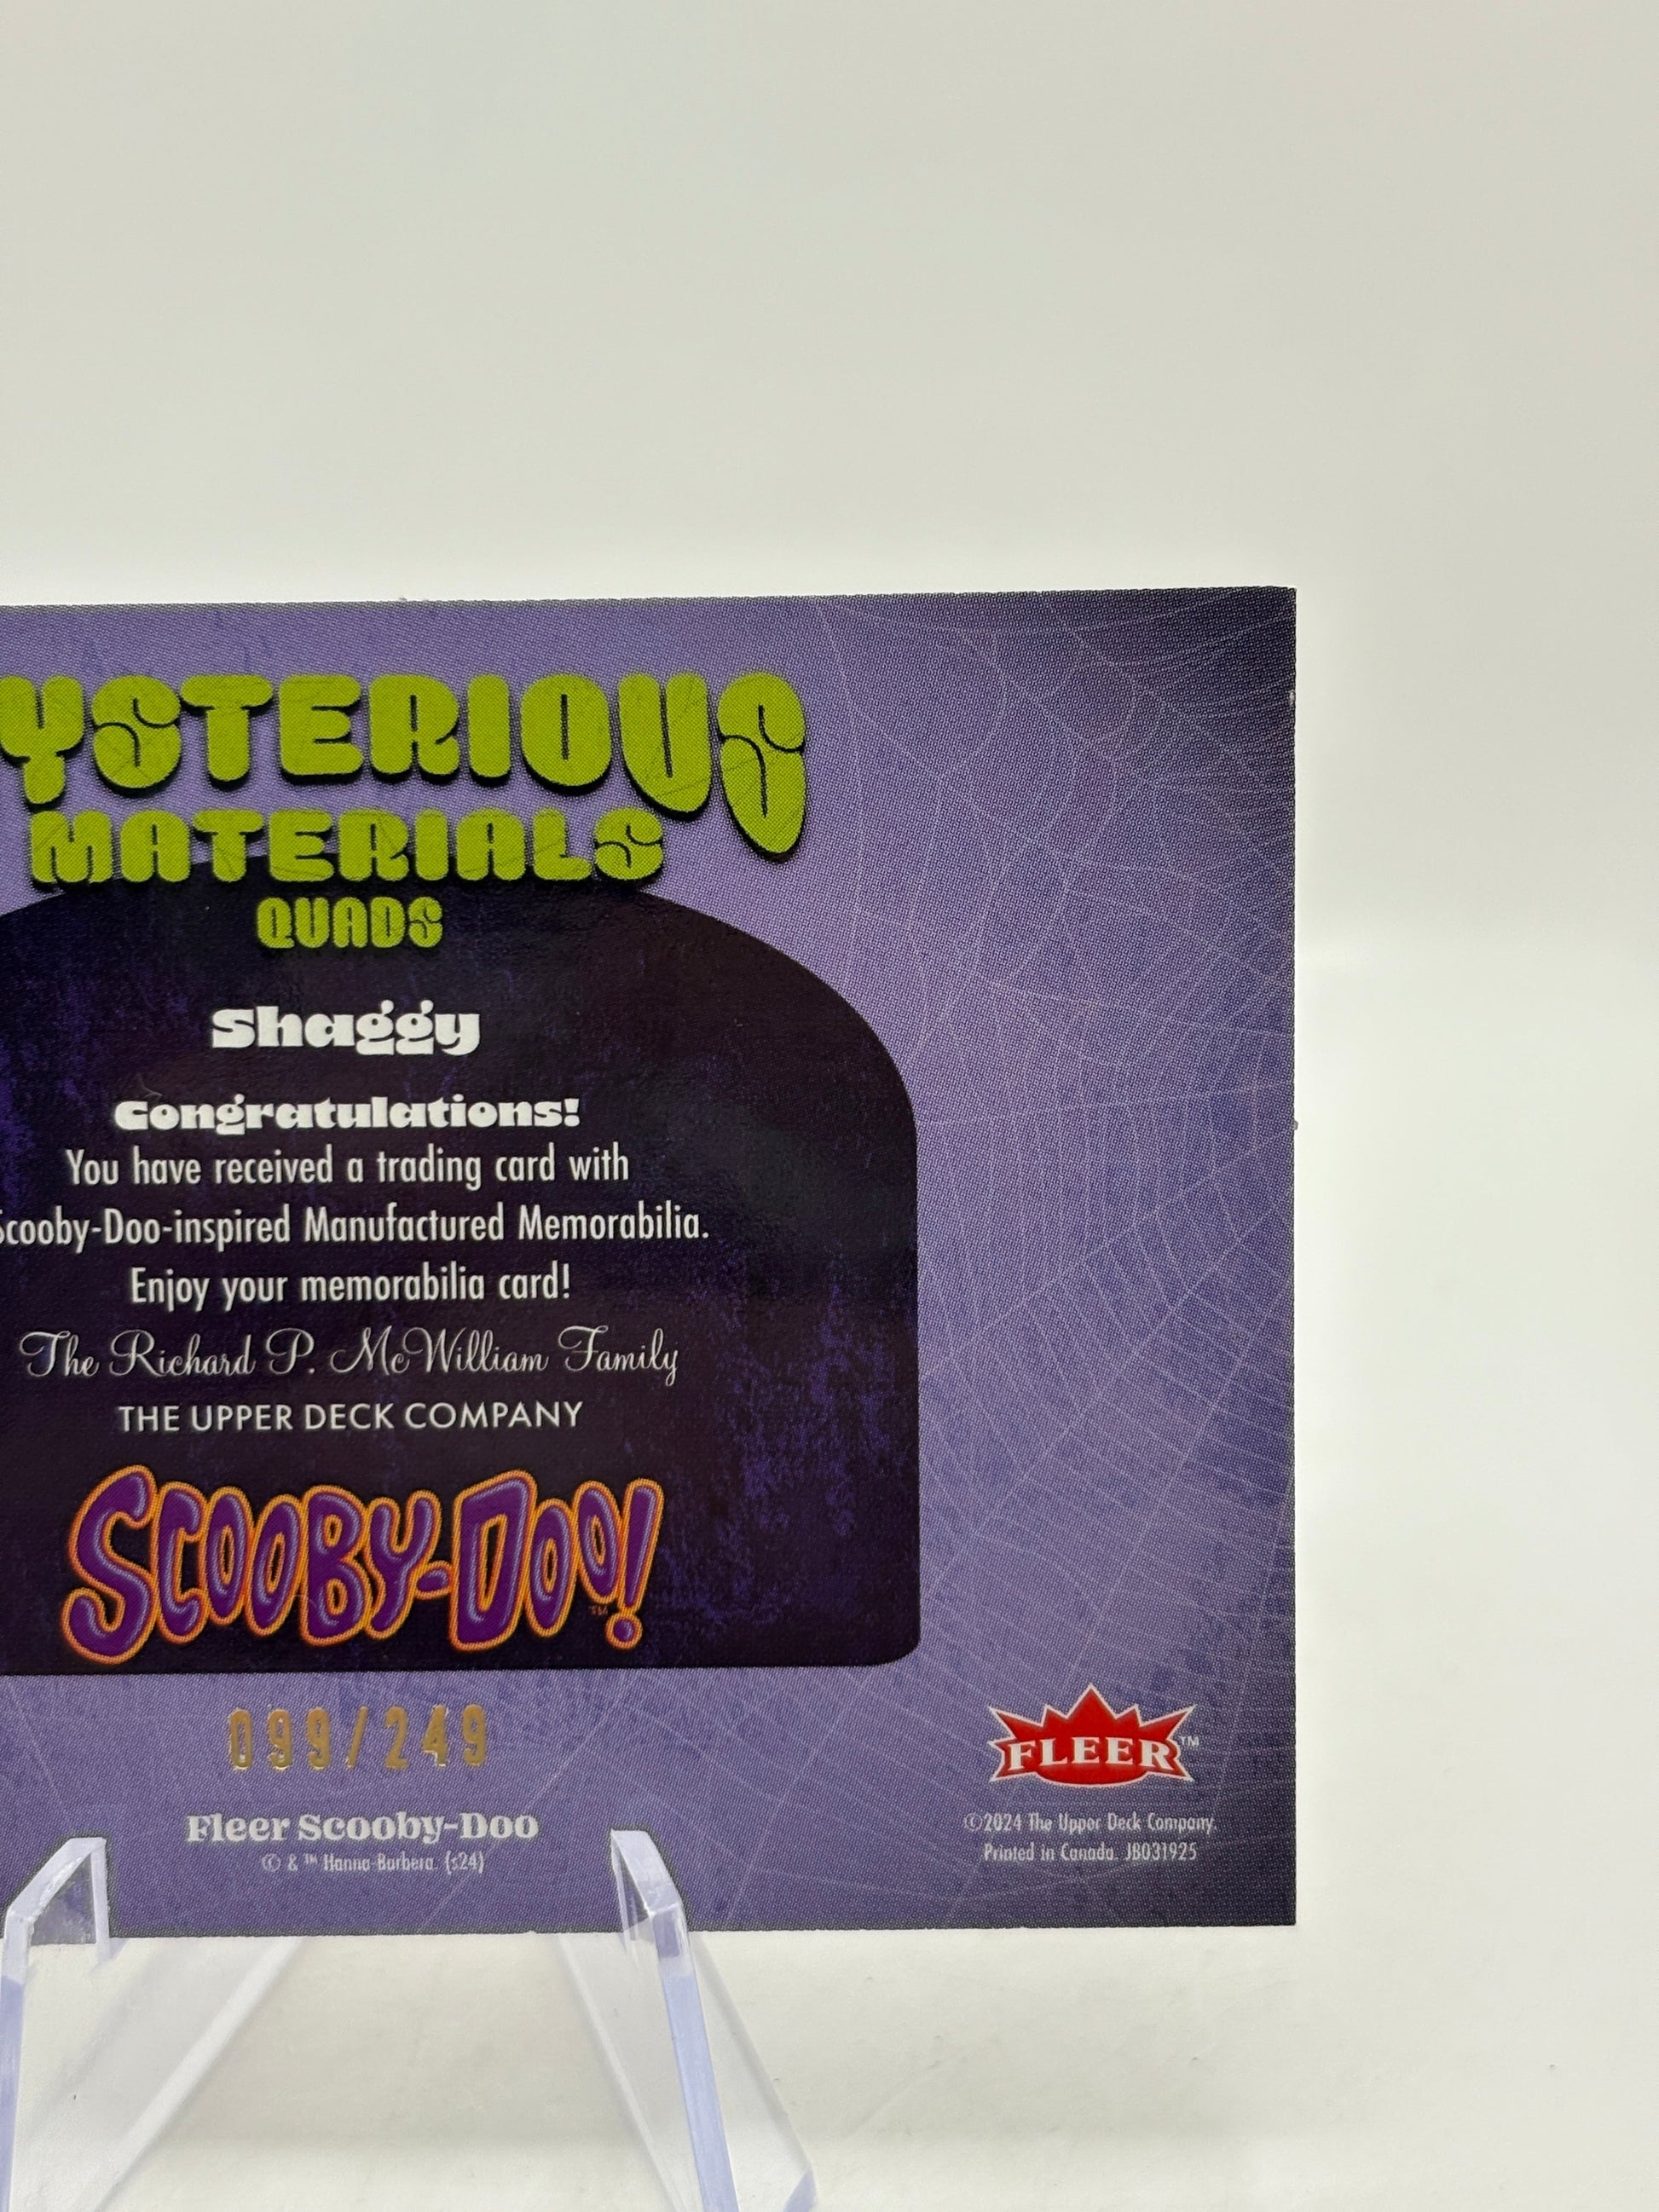 YSTERIOUS
MATERIALS
QUADS
Shaggy
Congratulations!
You have received a trading card with
Scooby-Doo-inspired Manufactured Memorabilia.
Enjoy your memorabilia card!
The Richard P. McWilliam Family
THE UPPER DECK COMPANY
SCOOBY-DOO!™
099/249
FLEER™
Fleer Scooby-Doo
© & ™ Hanna-Barbera. (s24)
©2024 The Upper Deck Company.
Printed in Canada. JB031925